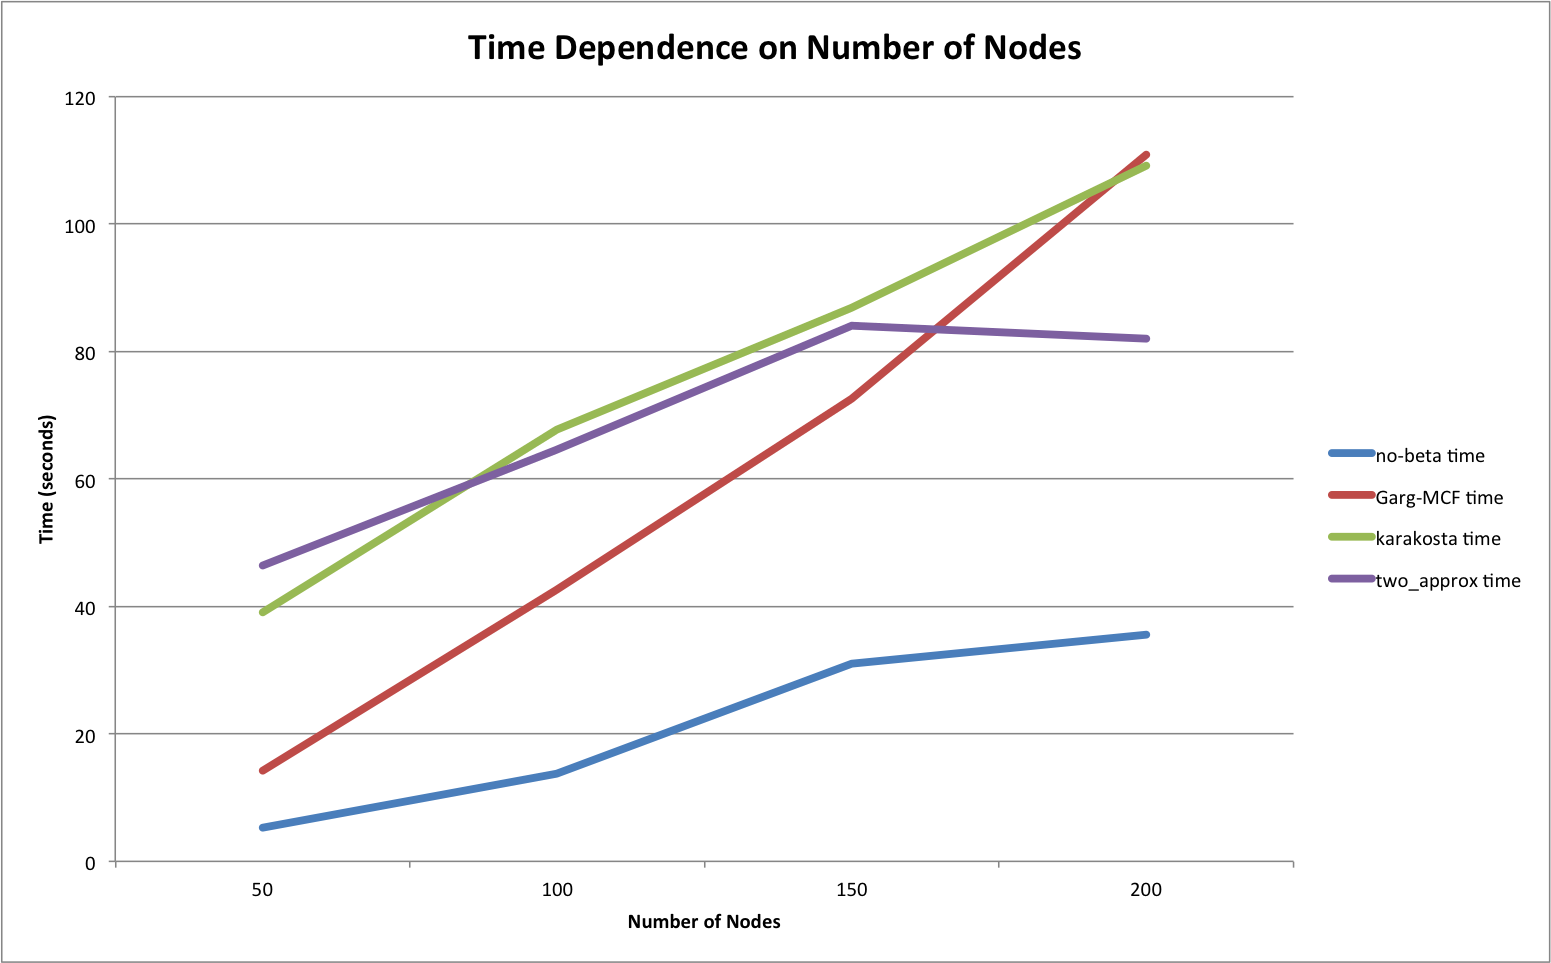 Time Dependence on Number of Nodes
120
100
80
60
40
20
0
Time (seconds)
50 100 150 200
Number of Nodes
no-beta time
Garg-MCF time
karakosta time
two_approx time